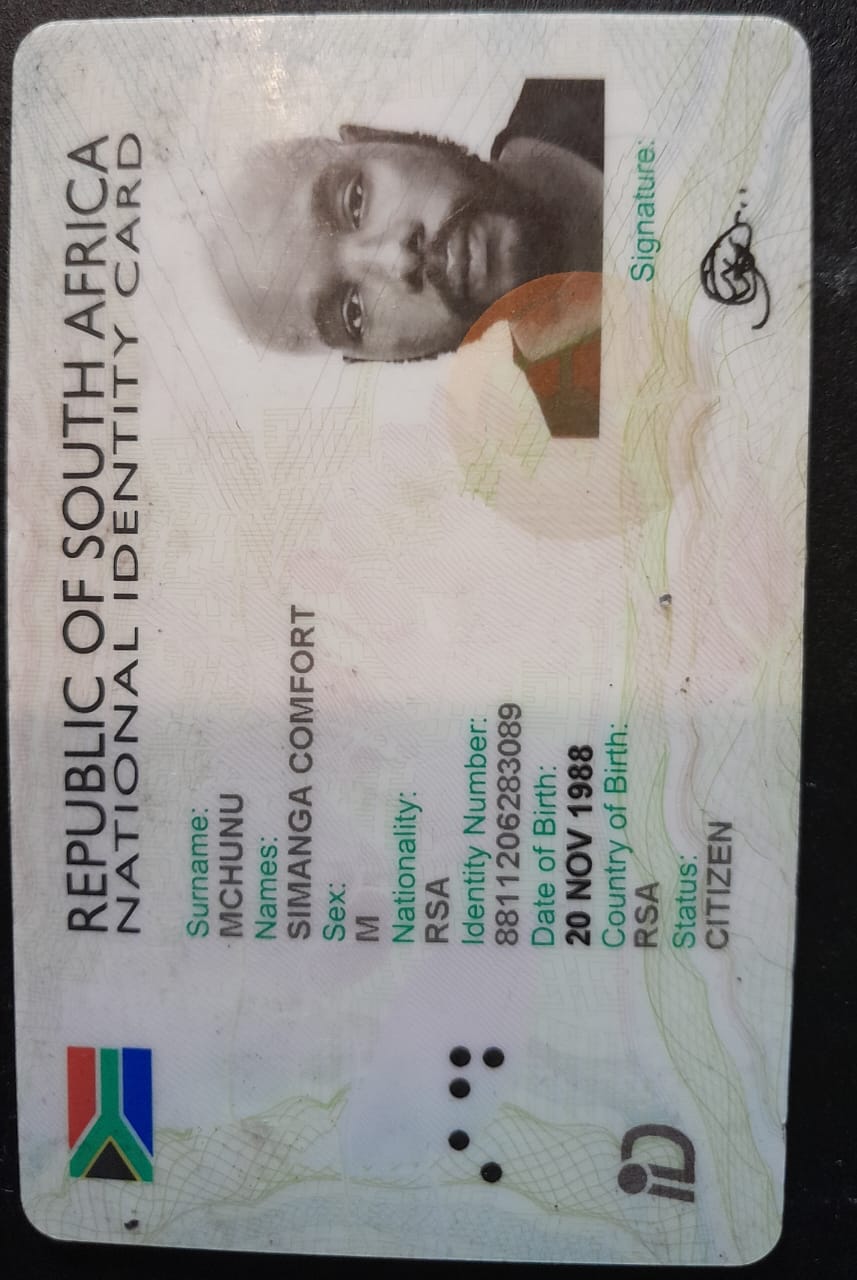 REPUBLIC OF SOUTH AFRICA
NATIONAL IDENTITY CARD
Surname:
MCHUNU
Names:
SIMANGA COMFORT
Sex:
M
Nationality:
RSA
Identity Number:
8811206283089
Date of Birth:
20 NOV 1988
Country of Birth:
RSA
Status:
CITIZEN
Signature:
iD